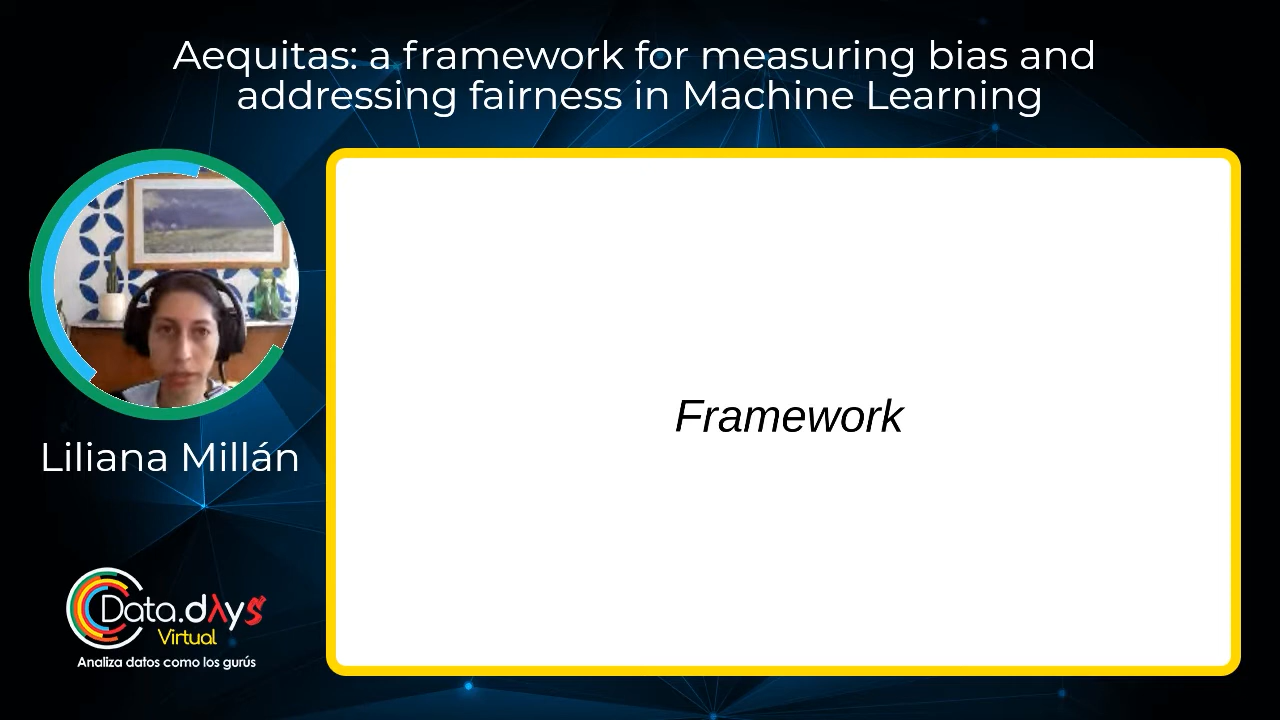 Aequitas: a framework for measuring bias and
addressing fairness in Machine Learning
Framework
Liliana Millán
Data.dλys
Virtual
Analiza datos como los gurús